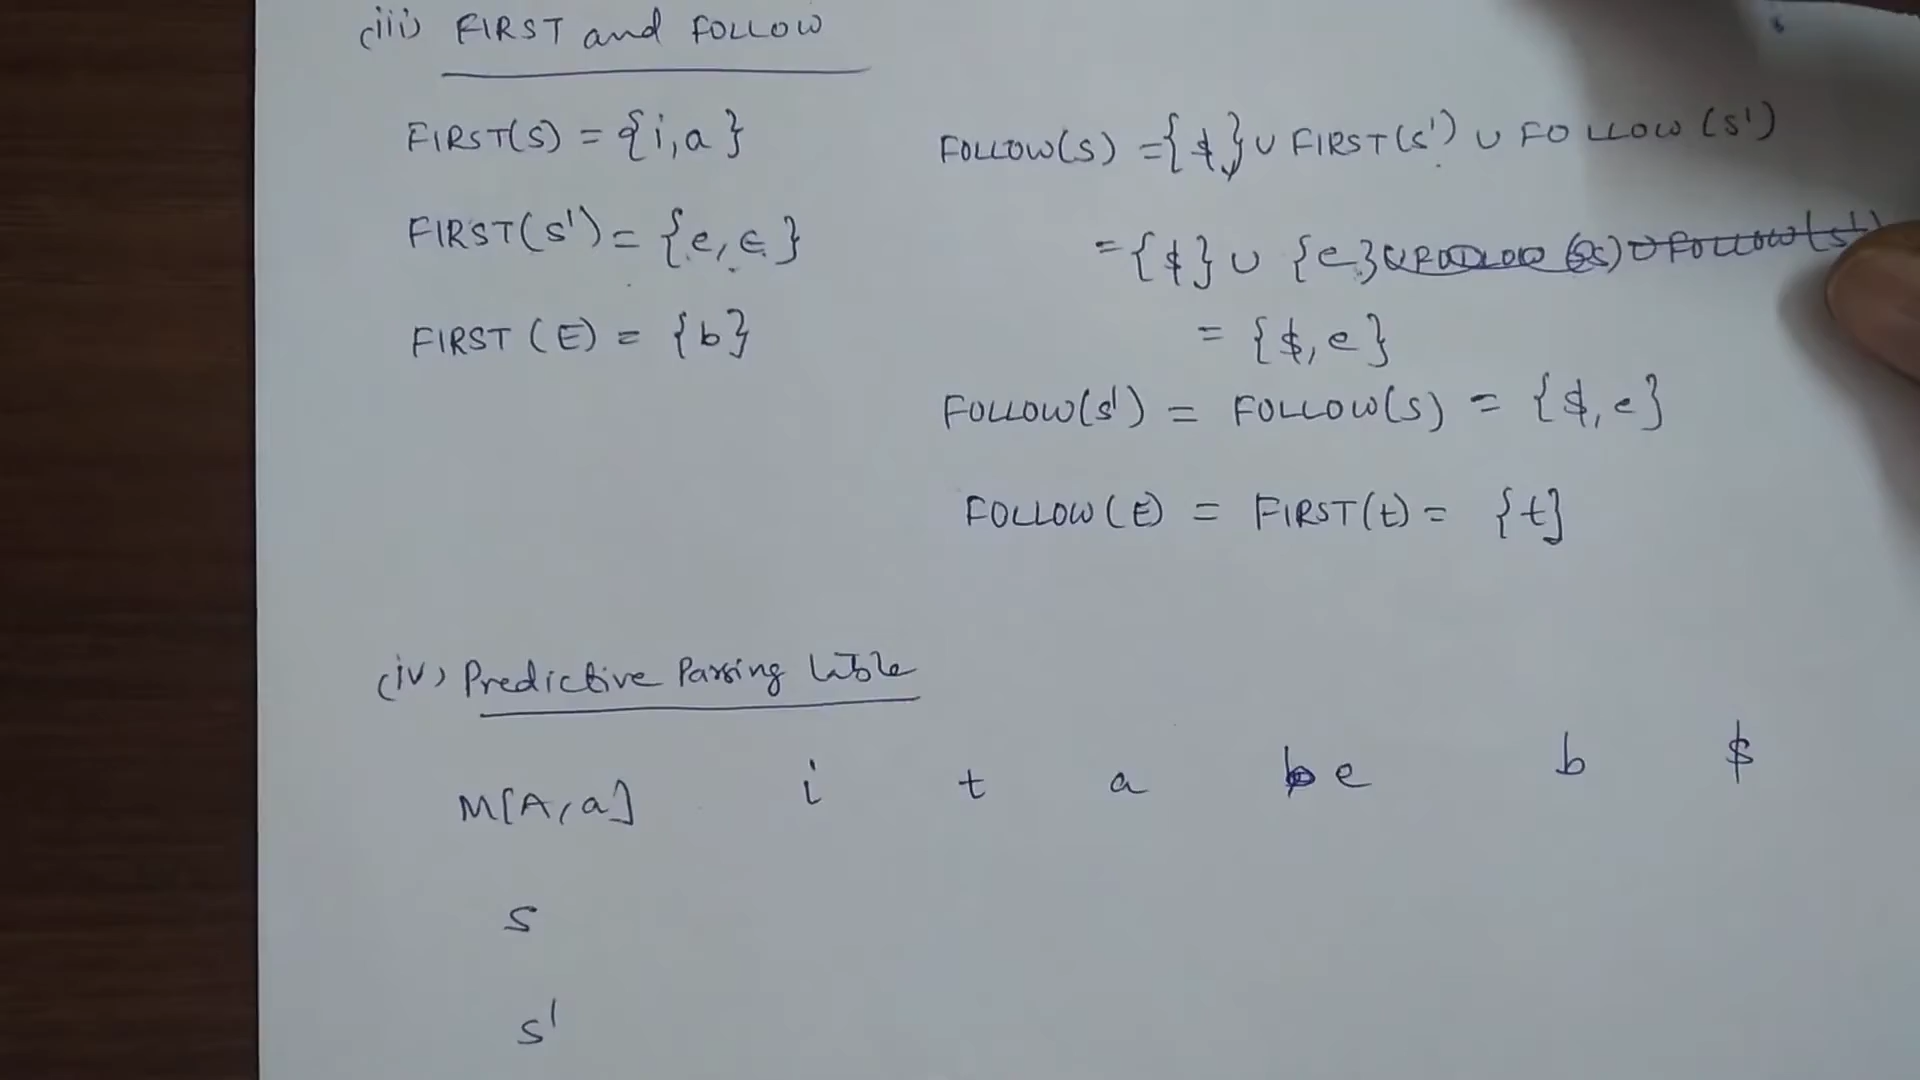 (iii) FIRST and FOLLOW
FIRST(S) = {i,a}
FIRST(S') = {e,ϵ}
FIRST (E) = {b}
FOLLOW(S) = {$} ∪ FIRST(S') ∪ FOLLOW (S')
= {$} ∪ {e}
= {$,e}
FOLLOW(S') = FOLLOW(S) = {$,e}
FOLLOW(E) = FIRST(t) = {t}
(iv) Predictive Parsing table
M[A,a] i t a e b $
S
S'